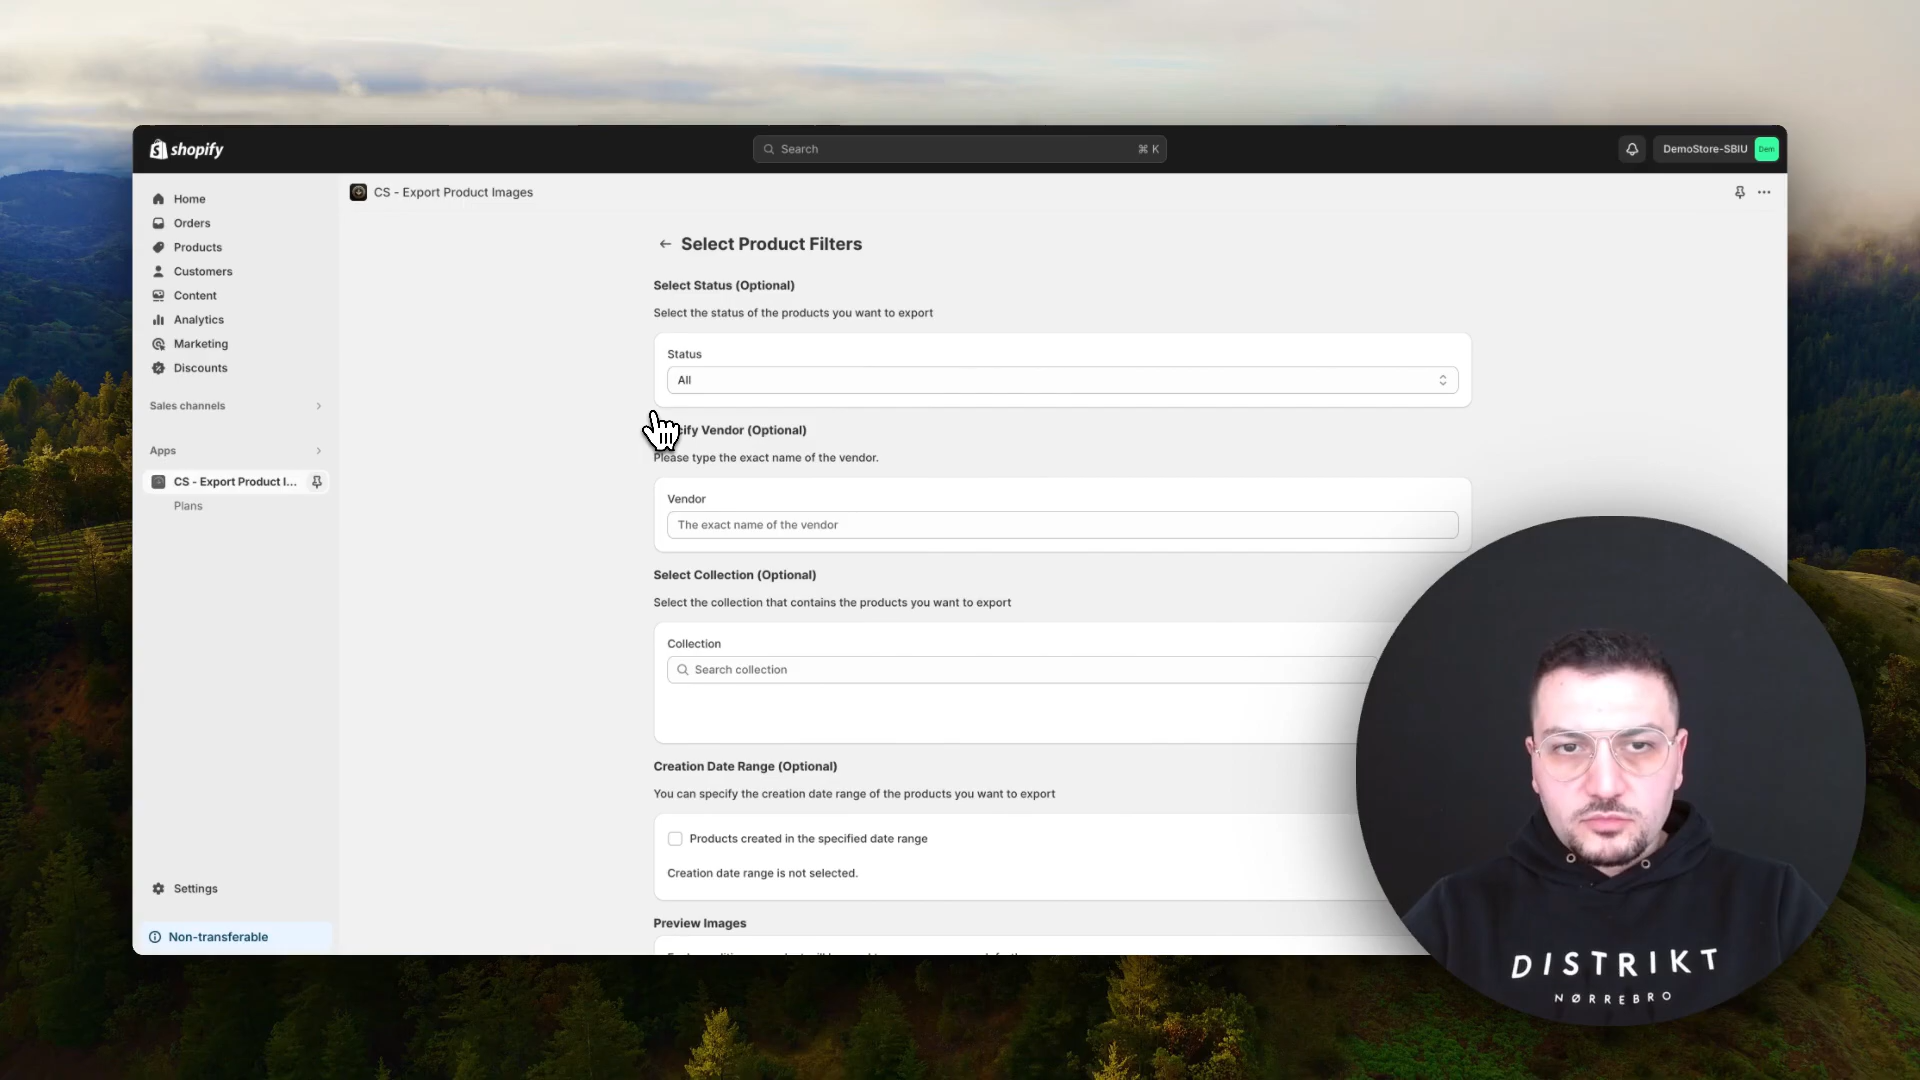 shopify
Search
⌘ K
DemoStore-SBIU
Dem
Home
Orders
Products
Customers
Content
Analytics
Marketing
Discounts
Sales channels
Apps
CS - Export Product I...
Plans
Settings
Non-transferable
CS - Export Product Images
Select Product Filters
Select Status (Optional)
Select the status of the products you want to export
Status
All
cify Vendor (Optional)
Please type the exact name of the vendor.
Vendor
The exact name of the vendor
Select Collection (Optional)
Select the collection that contains the products you want to export
Collection
Search collection
Creation Date Range (Optional)
You can specify the creation date range of the products you want to export
Products created in the specified date range
Creation date range is not selected.
Preview Images
DISTRIKT
NØRREBRO